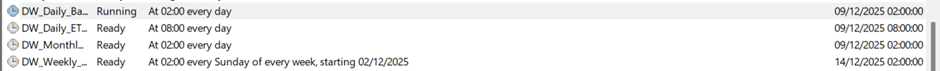 DW_Daily_Ba... Running At 02:00 every day 09/12/2025 02:00:00
DW_Daily_ET... Ready At 08:00 every day 09/12/2025 08:00:00
DW_Monthl... Ready At 02:00 every day 09/12/2025 02:00:00
DW_Weekly_... Ready At 02:00 every Sunday of every week, starting 02/12/2025 14/12/2025 02:00:00